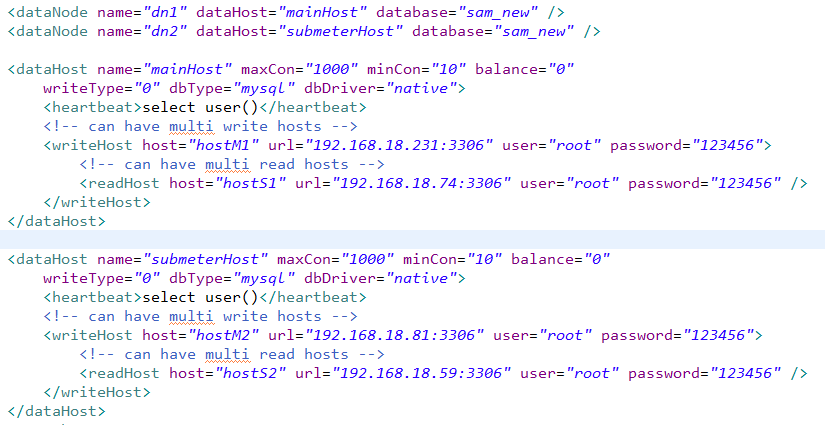 <dataNode name="dn1" dataHost="mainHost" database="sam_new" />
<dataNode name="dn2" dataHost="submeterHost" database="sam_new" />
<dataHost name="mainHost" maxCon="1000" minCon="10" balance="0"
writeType="0" dbType="mysql" dbDriver="native">
<heartbeat>select user()</heartbeat>
<!-- can have multi write hosts -->
<writeHost host="hostM1" url="192.168.18.231:3306" user="root" password="123456">
<!-- can have multi read hosts -->
<readHost host="hostS1" url="192.168.18.74:3306" user="root" password="123456" />
</writeHost>
</dataHost>
<dataHost name="submeterHost" maxCon="1000" minCon="10" balance="0"
writeType="0" dbType="mysql" dbDriver="native">
<heartbeat>select user()</heartbeat>
<!-- can have multi write hosts -->
<writeHost host="hostM2" url="192.168.18.81:3306" user="root" password="123456">
<!-- can have multi read hosts -->
<readHost host="hostS2" url="192.168.18.59:3306" user="root" password="123456" />
</writeHost>
</dataHost>